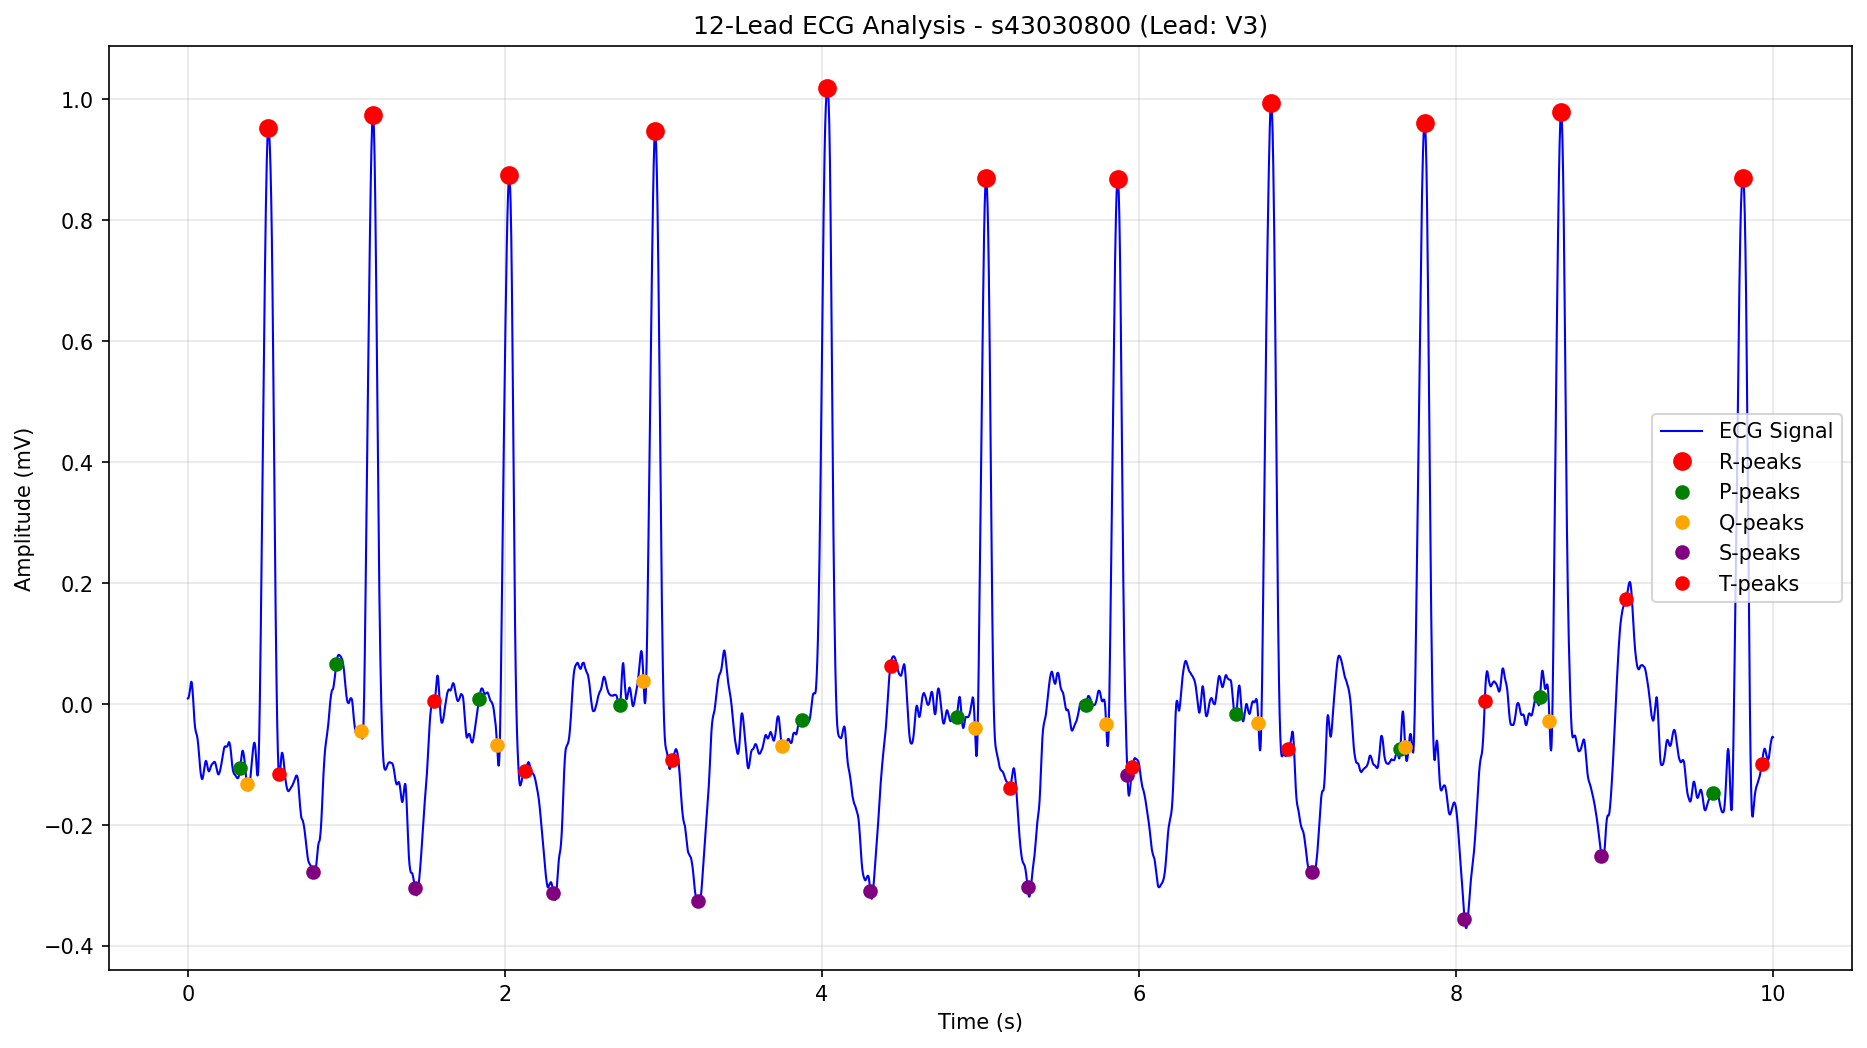 12-Lead ECG Analysis - s43030800 (Lead: V3)
Amplitude (mV)
1.0
0.8
0.6
0.4
0.2
0.0
−0.2
−0.4
ECG Signal
R-peaks
P-peaks
Q-peaks
S-peaks
T-peaks
0 2 4 6 8 10
Time (s)